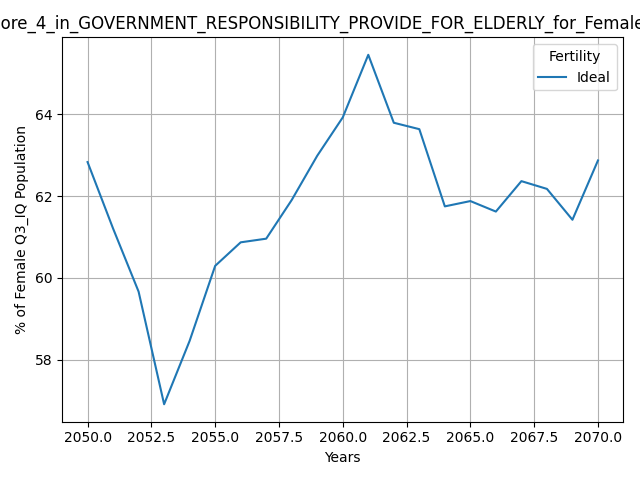 ore_4_in_GOVERNMENT_RESPONSIBILITY_PROVIDE_FOR_ELDERLY_for_Female
Fertility
Ideal
64
62
60
58
% of Female Q3_IQ Population
2050.0 2052.5 2055.0 2057.5 2060.0 2062.5 2065.0 2067.5 2070.0
Years